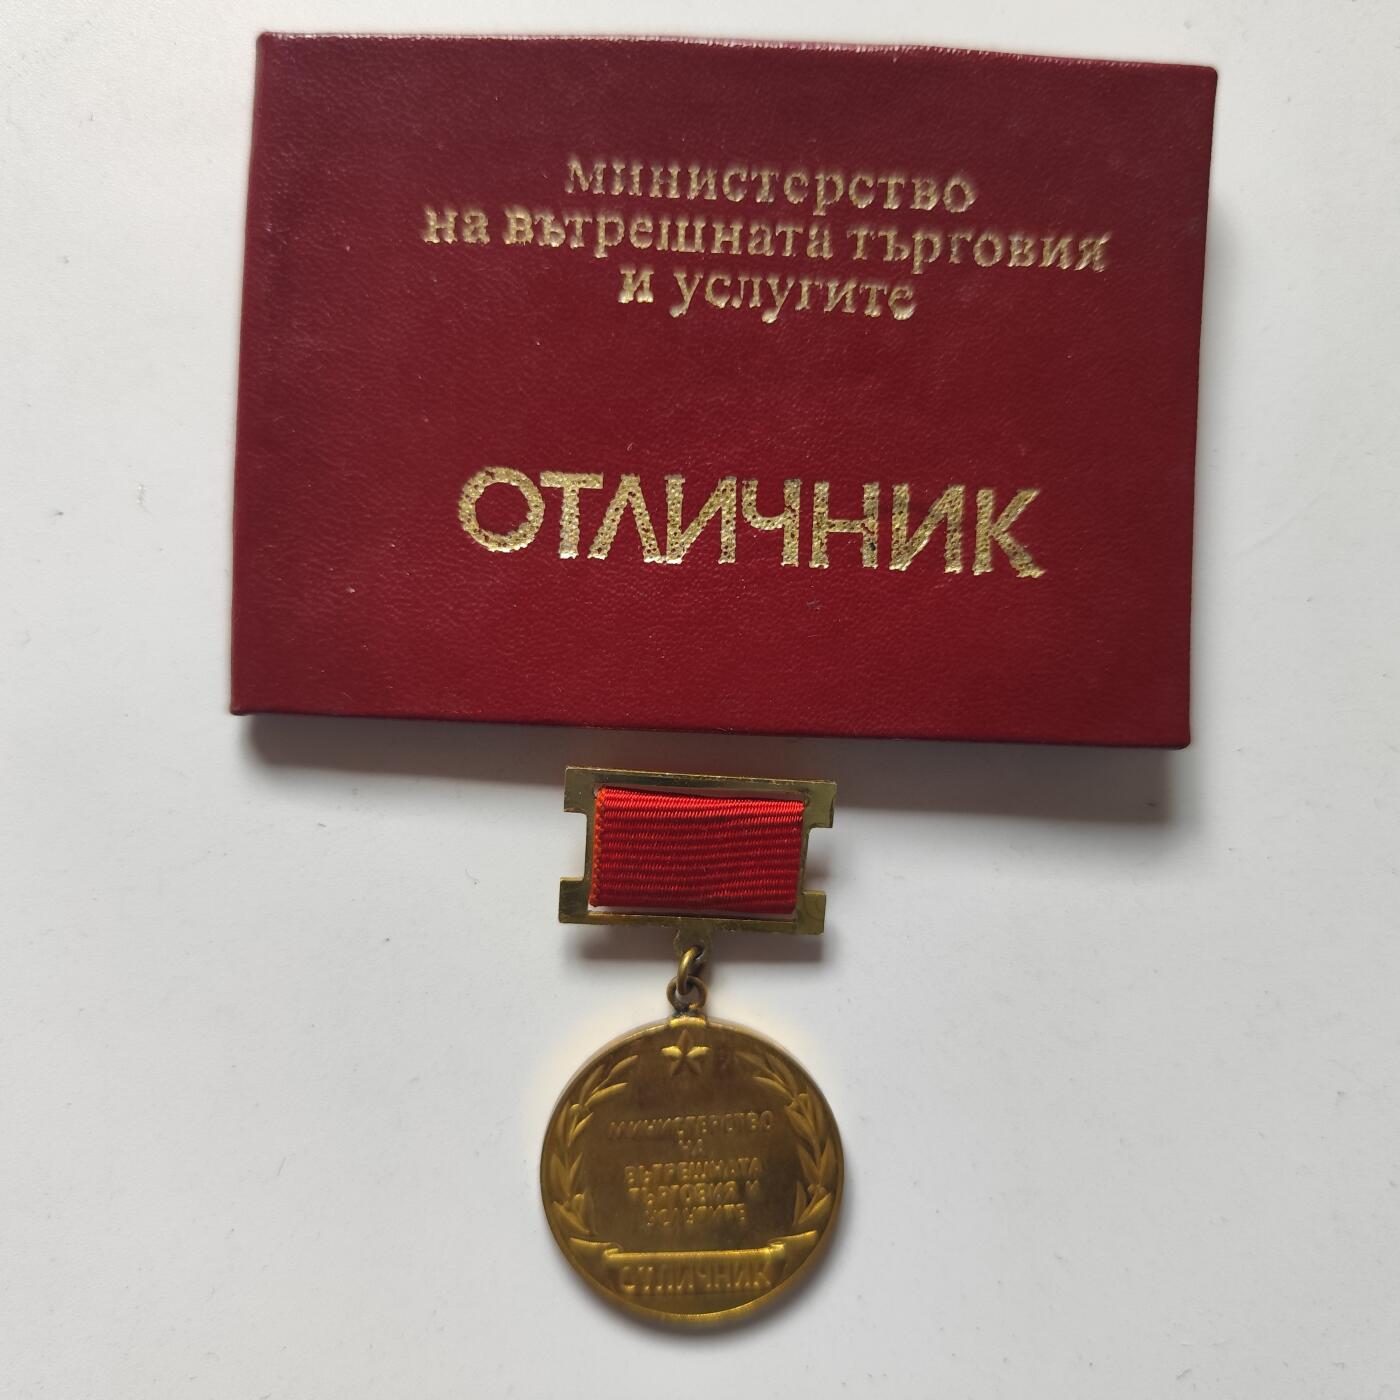 министерство
на вътрешната търговия
и услугите
ОТЛИЧНИК
МИНИСТЕРСТВО
НА
ВЪТРЕШНАТА
ТЪРГОВИЯ И
УСЛУГИТЕ
ОТЛИЧНИК